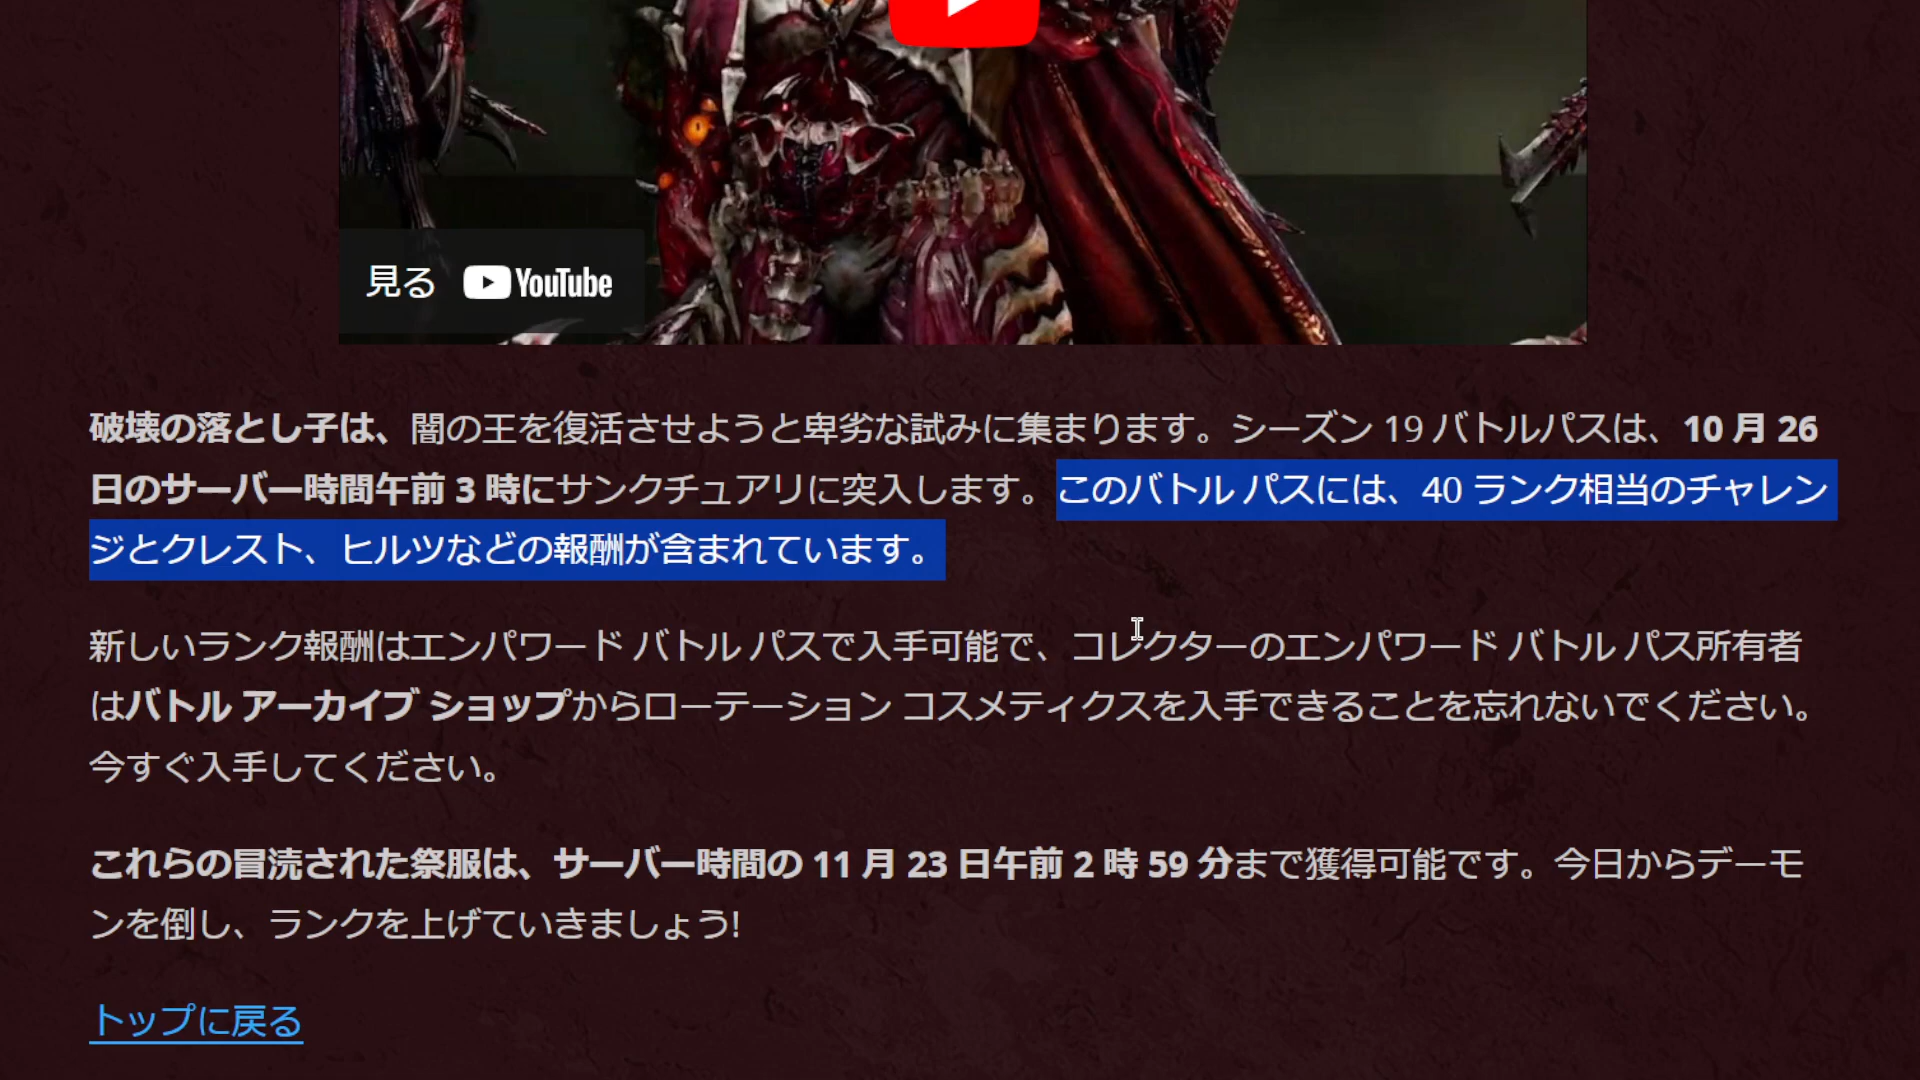 見る YouTube
破壊の落とし子は、闇の王を復活させようと卑劣な試みに集まります。シーズン 19 バトルパスは、10 月 26
日のサーバー時間午前 3 時にサンクチュアリに突入します。このバトル パスには、40 ランク相当のチャレン
ジとクレスト、ヒルツなどの報酬が含まれています。
新しいランク報酬はエンパワード バトル パスで入手可能で、コレクターのエンパワード バトル パス所有者
はバトル アーカイブ ショップからローテーション コスメティクスを入手できることを忘れないでください。
今すぐ入手してください。
これらの冒涜された祭服は、サーバー時間の 11 月 23 日午前 2 時 59 分まで獲得可能です。今日からデーモ
ンを倒し、ランクを上げていきましょう!
トップに戻る